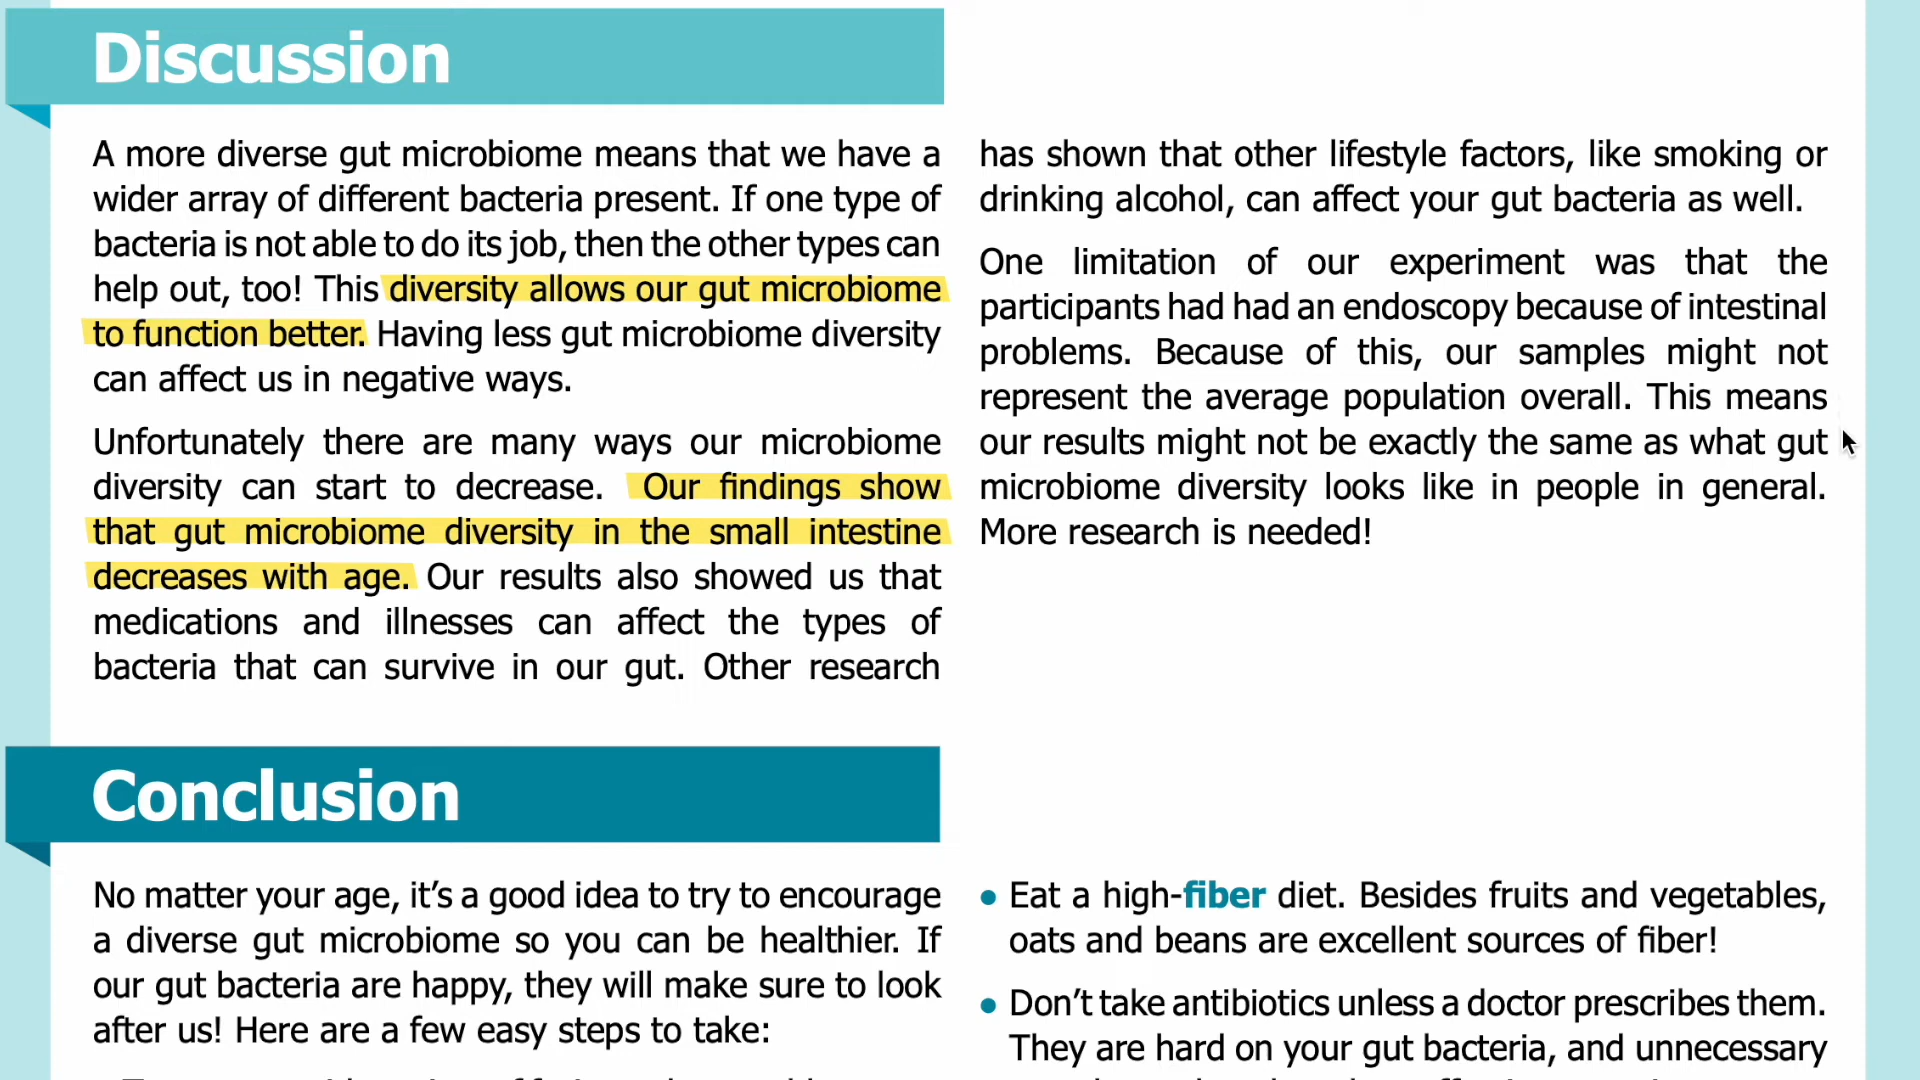 Discussion
A more diverse gut microbiome means that we have a
wider array of different bacteria present. If one type of
bacteria is not able to do its job, then the other types can
help out, too! This diversity allows our gut microbiome
to function better. Having less gut microbiome diversity
can affect us in negative ways.
Unfortunately there are many ways our microbiome
diversity can start to decrease. Our findings show
that gut microbiome diversity in the small intestine
decreases with age. Our results also showed us that
medications and illnesses can affect the types of
bacteria that can survive in our gut. Other research
has shown that other lifestyle factors, like smoking or
drinking alcohol, can affect your gut bacteria as well.
One limitation of our experiment was that the
participants had had an endoscopy because of intestinal
problems. Because of this, our samples might not
represent the average population overall. This means
our results might not be exactly the same as what gut
microbiome diversity looks like in people in general.
More research is needed!
Conclusion
No matter your age, it’s a good idea to try to encourage
a diverse gut microbiome so you can be healthier. If
our gut bacteria are happy, they will make sure to look
after us! Here are a few easy steps to take:
• Eat a high-fiber diet. Besides fruits and vegetables,
oats and beans are excellent sources of fiber!
• Don’t take antibiotics unless a doctor prescribes them.
They are hard on your gut bacteria, and unnecessary